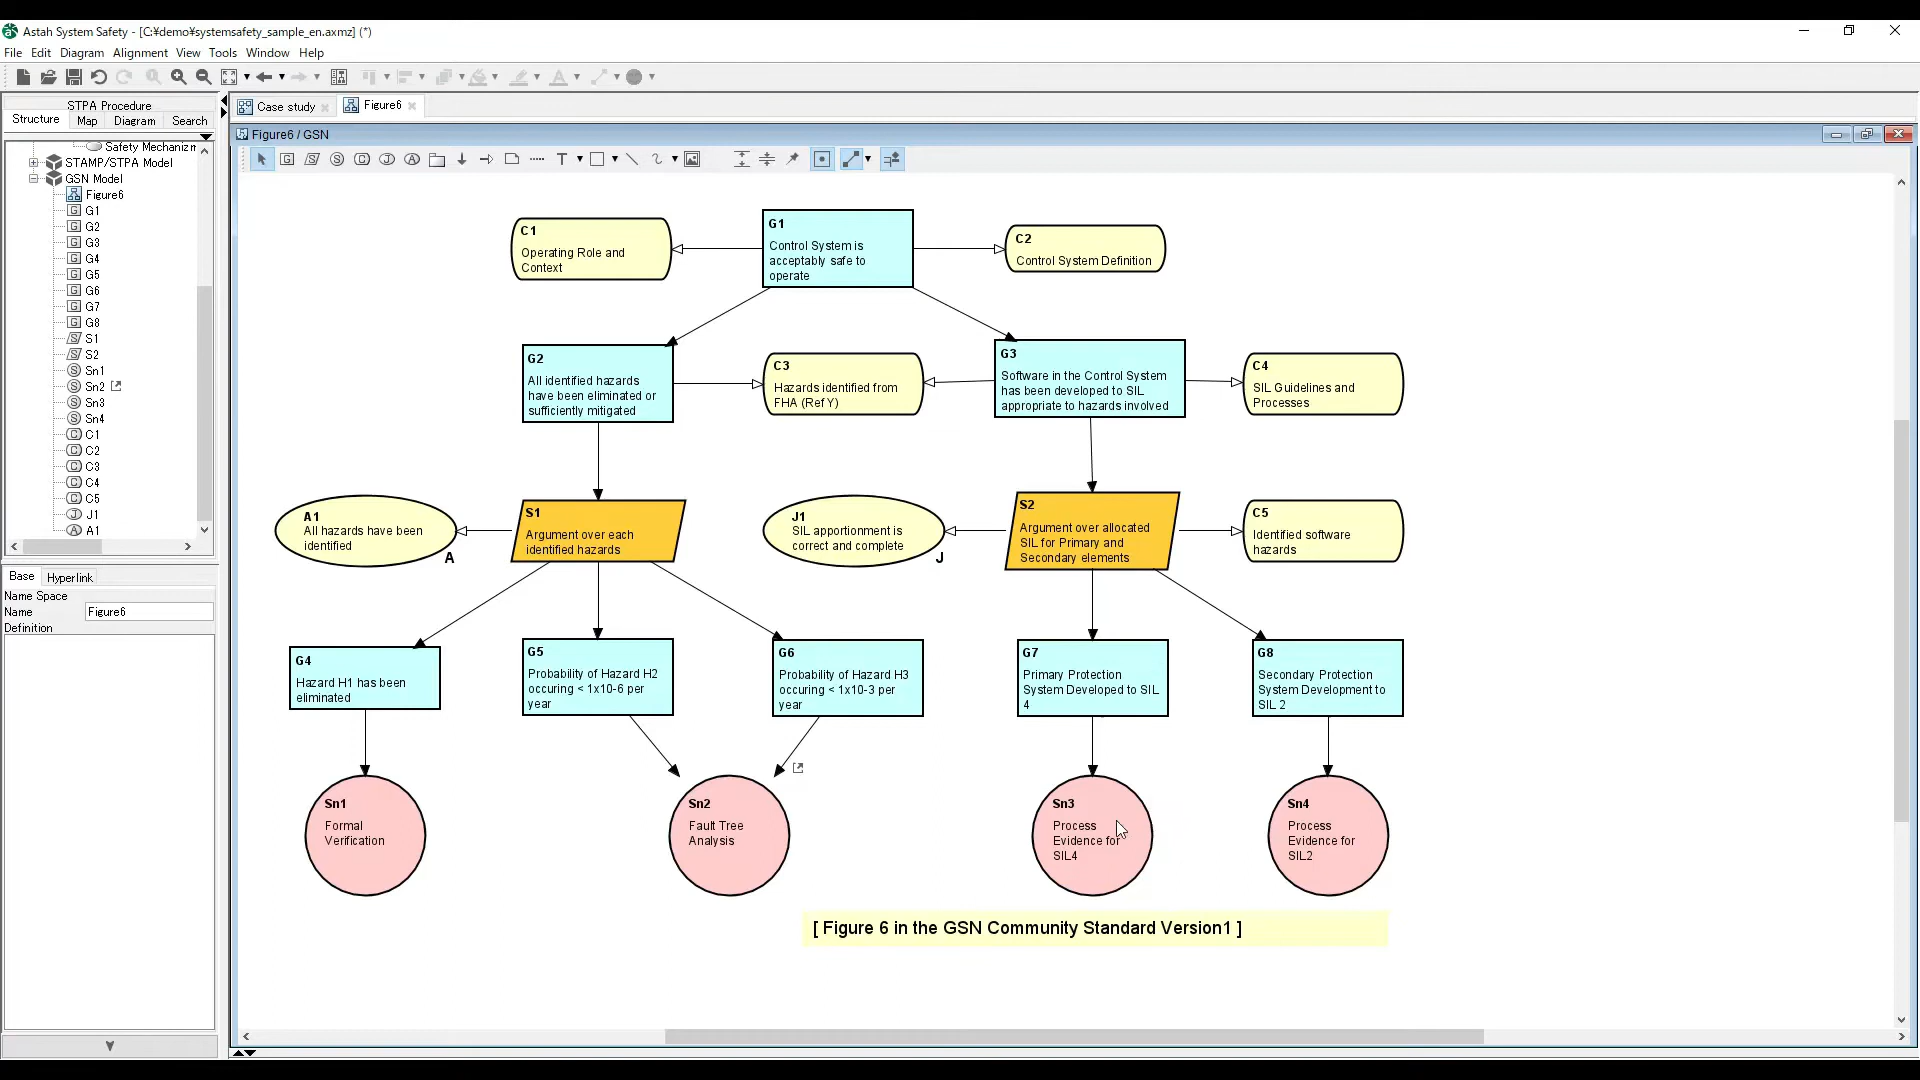 Astah System Safety - [C:¥demo¥systemsafety_sample_en.axmz] (*)
File Edit Diagram Alignment View Tools Window Help
STPA Procedure
Structure Map Diagram Search
Safety Mechanizm
STAMP/STPA Model
GSN Model
Figure6
G1
G2
G3
G4
G5
G6
G7
G8
S1
S2
Sn1
Sn2
Sn3
Sn4
C1
C2
C3
C4
C5
J1
A1
Base Hyperlink
Name Space
Name Figure6
Definition
Case study Figure6
Figure6 / GSN
C1
Operating Role and
Context
G1
Control System is
acceptably safe to
operate
C2
Control System Definition
G2
All identified hazards
have been eliminated or
sufficiently mitigated
C3
Hazards identified from
FHA (Ref Y)
G3
Software in the Control System
has been developed to SIL
appropriate to hazards involved
C4
SIL Guidelines and
Processes
A1
All hazards have been
identified
A
S1
Argument over each
identified hazards
J1
SIL apportionment is
correct and complete
J
S2
Argument over allocated
SIL for Primary and
Secondary elements
C5
Identified software
hazards
G4
Hazard H1 has been
eliminated
G5
Probability of Hazard H2
occuring < 1x10-6 per
year
G6
Probability of Hazard H3
occuring < 1x10-3 per
year
G7
Primary Protection
System Developed to SIL
4
G8
Secondary Protection
System Development to
SIL 2
Sn1
Formal
Verification
Sn2
Fault Tree
Analysis
Sn3
Process
Evidence for
SIL4
Sn4
Process
Evidence for
SIL2
[ Figure 6 in the GSN Community Standard Version1 ]